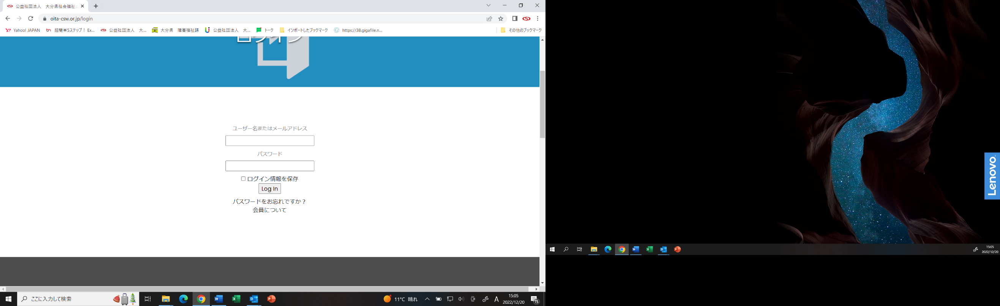 公益社団法人　大分県社会福祉士
oita-csw.or.jp/login
Yahoo! JAPAN
超簡単5ステップ！ Ex...
公益社団法人　大...
大分県　障害福祉課
公益社団法人　大...
トーク
インポートしたブックマーク
https://38.gigafile.n...
その他のブックマーク
ログイン
ユーザー名またはメールアドレス
パスワード
ログイン情報を保存
Log In
パスワードをお忘れですか？
会員について
Lenovo
15:05
2022/12/20
ここに入力して検索
11°C 晴れ
A
15:05
2022/12/20
15